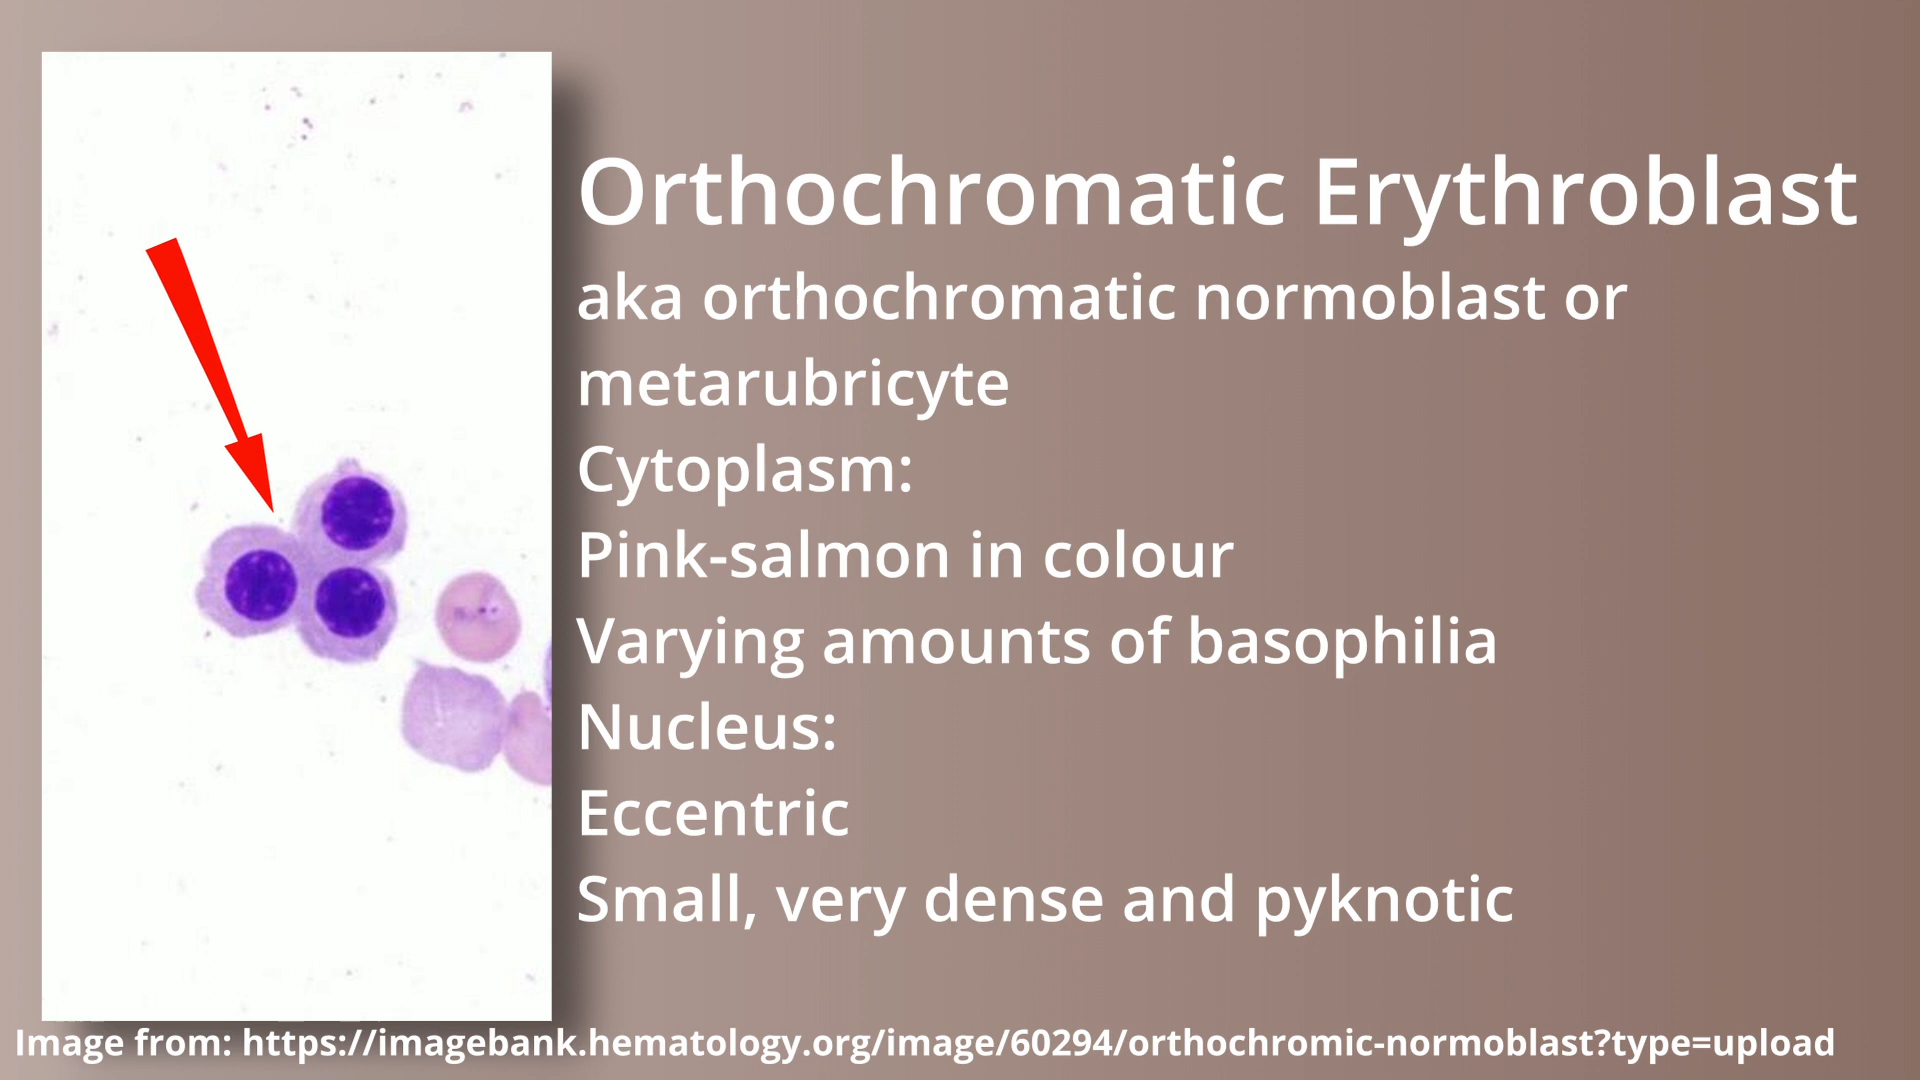 Orthochromatic Erythroblast
aka orthochromatic normoblast or
metarubricyte
Cytoplasm:
Pink-salmon in colour
Varying amounts of basophilia
Nucleus:
Eccentric
Small, very dense and pyknotic
Image from: https://imagebank.hematology.org/image/60294/orthochromic-normoblast?type=upload